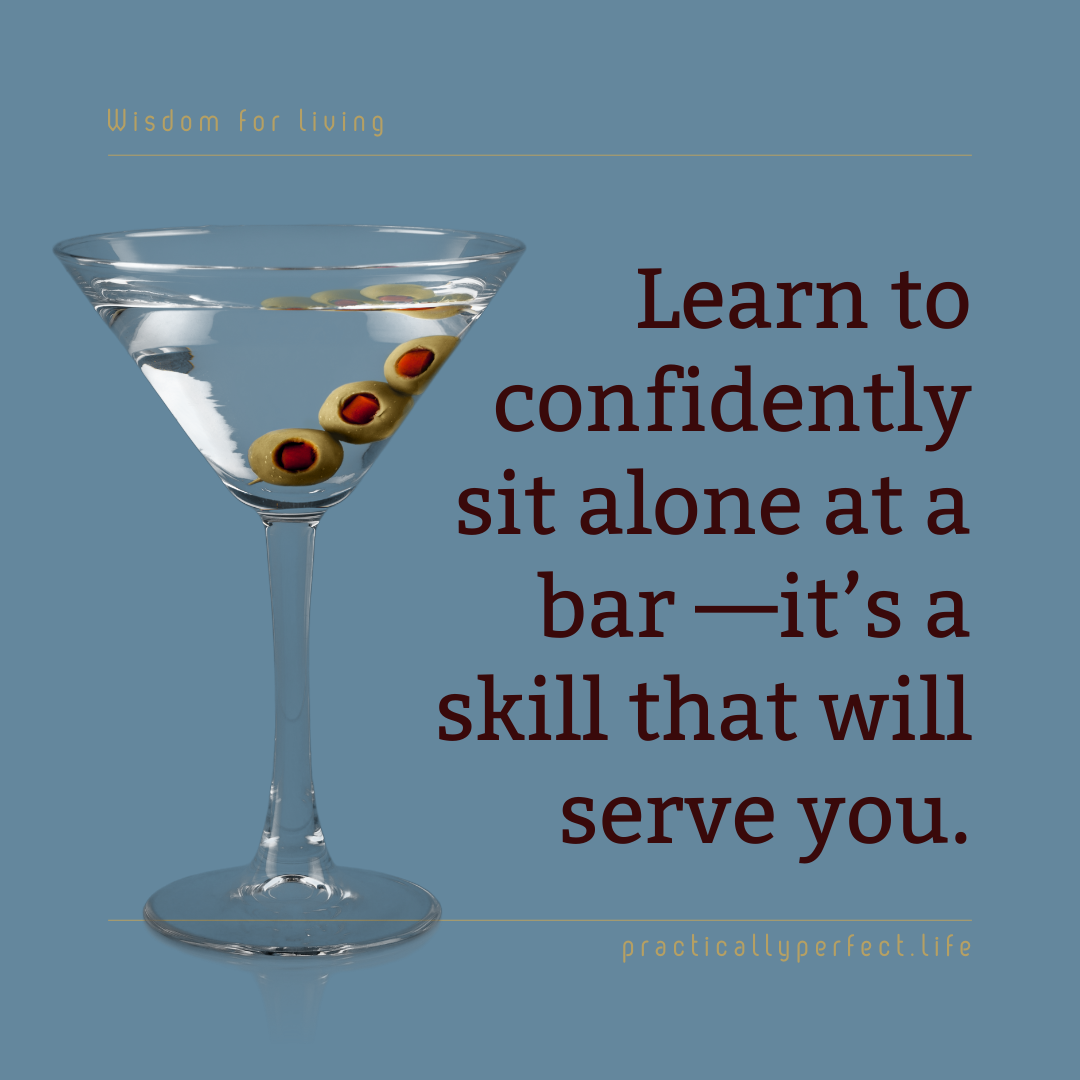 Wisdom for living
Learn to
confidently
sit alone at a
bar —it’s a
skill that will
serve you.
practicallyperfect.life